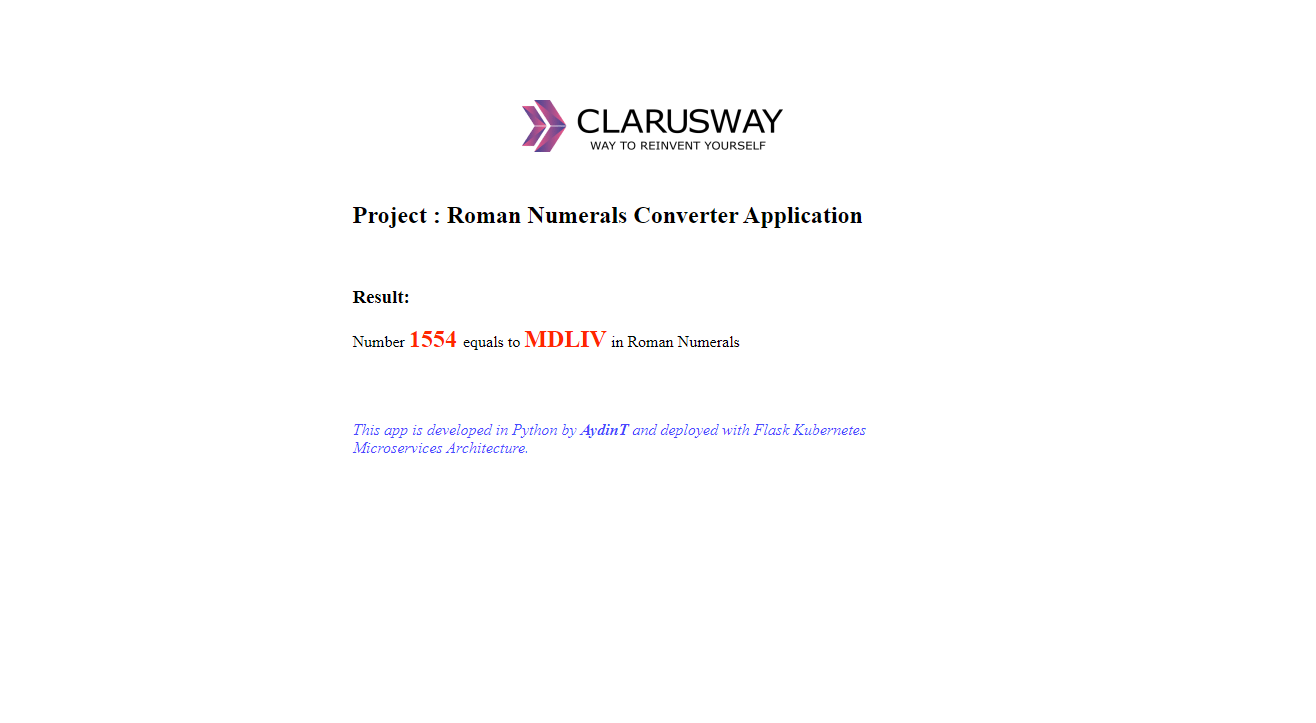 CLARUSWAY
WAY TO REINVENT YOURSELF
Project : Roman Numerals Converter Application
Result:
Number 1554 equals to MDLIV in Roman Numerals
This app is developed in Python by AydinT and deployed with Flask Kubernetes
Microservices Architecture.